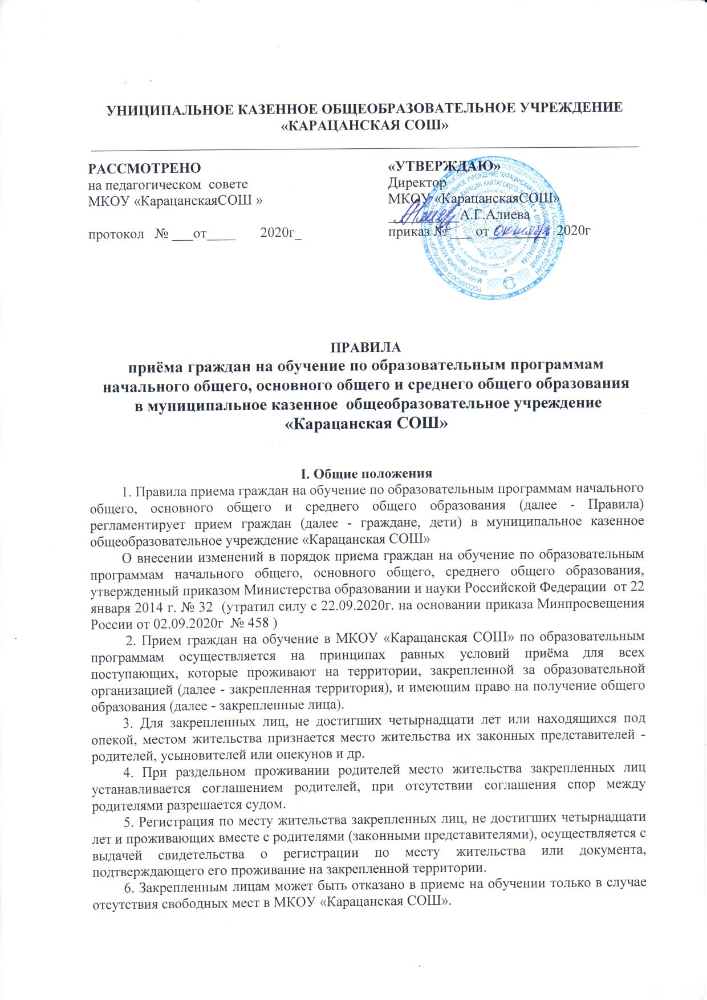 УНИЦИПАЛЬНОЕ КАЗЕННОЕ ОБЩЕОБРАЗОВАТЕЛЬНОЕ УЧРЕЖДЕНИЕ
«КАРАЦАНСКАЯ СОШ»
РАССМОТРЕНО
на педагогическом совете
МКОУ «КарацанскаяСОШ »
протокол № ___от____ 2020г_
«УТВЕРЖДАЮ»
Директор
МКОУ «КарацанскаяСОШ»
__________А.Г.Алиева
приказ № ___ от октября 2020г
ПРАВИЛА
приёма граждан на обучение по образовательным программам
начального общего, основного общего и среднего общего образования
в муниципальное казенное общеобразовательное учреждение
«Карацанская СОШ»
I. Общие положения
1. Правила приема граждан на обучение по образовательным программам начального
общего, основного общего и среднего общего образования (далее - Правила)
регламентирует прием граждан (далее - граждане, дети) в муниципальное казенное
общеобразовательное учреждение «Карацанская СОШ»
О внесении изменений в порядок приема граждан на обучение по образовательным
программам начального общего, основного общего, среднего общего образования,
утвержденный приказом Министерства образовании и науки Российской Федерации от 22
января 2014 г. № 32 (утратил силу с 22.09.2020г. на основании приказа Минпросвещения
России от 02.09.2020г № 458 )
2. Прием граждан на обучение в МКОУ «Карацанская СОШ» по образовательным
программам осуществляется на принципах равных условий приёма для всех
поступающих, которые проживают на территории, закрепленной за образовательной
организацией (далее - закрепленная территория), и имеющим право на получение общего
образования (далее - закрепленные лица).
3. Для закрепленных лиц, не достигших четырнадцати лет или находящихся под
опекой, местом жительства признается место жительства их законных представителей -
родителей, усыновителей или опекунов и др.
4. При раздельном проживании родителей место жительства закрепленных лиц
устанавливается соглашением родителей, при отсутствии соглашения спор между
родителями разрешается судом.
5. Регистрация по месту жительства закрепленных лиц, не достигших четырнадцати
лет и проживающих вместе с родителями (законными представителями), осуществляется с
выдачей свидетельства о регистрации по месту жительства или документа,
подтверждающего его проживание на закрепленной территории.
6. Закрепленным лицам может быть отказано в приеме на обучении только в случае
отсутствия свободных мест в МКОУ «Карацанская СОШ».